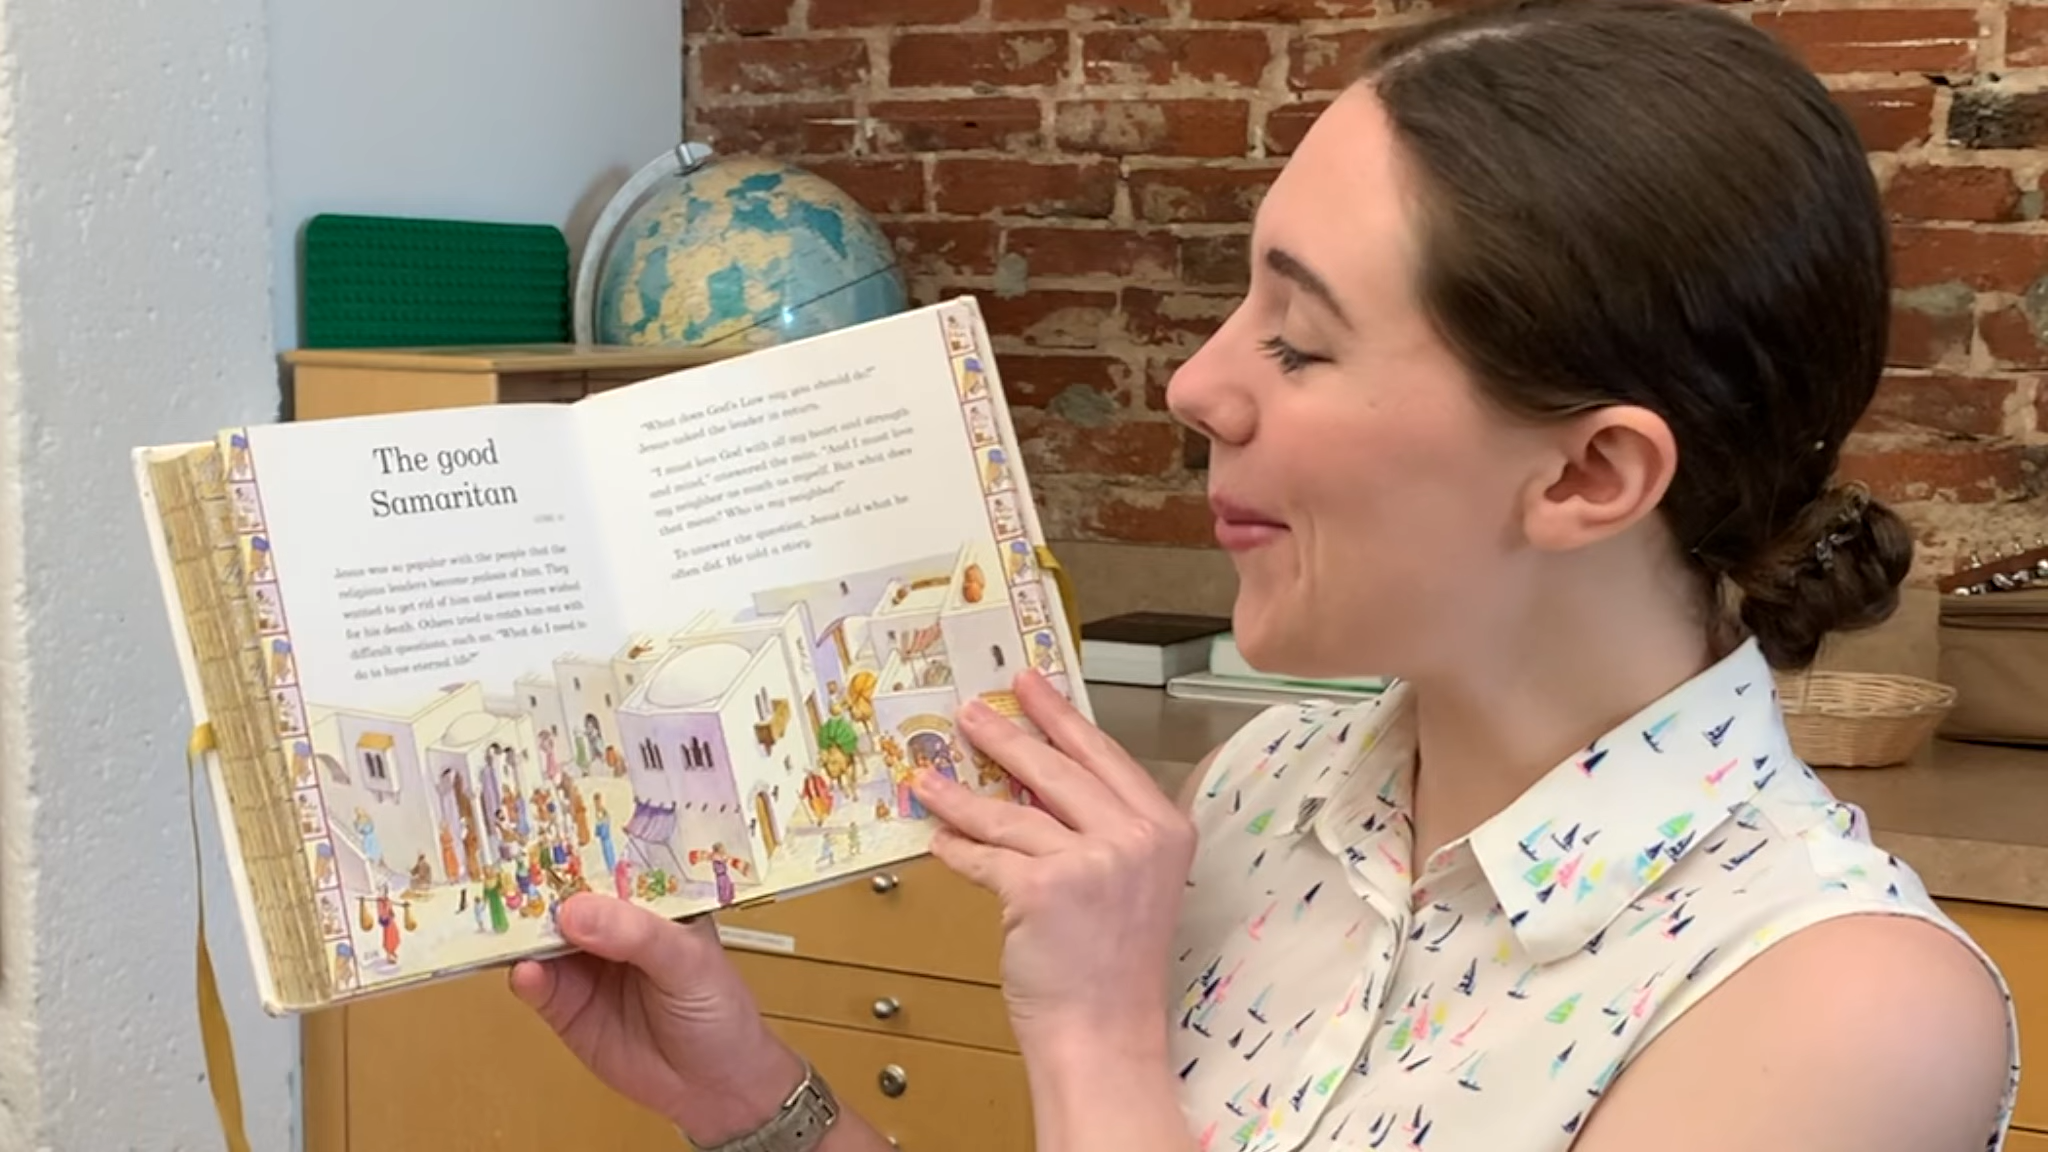 The good
Samaritan
Jesus was so popular with the people that the
religious leaders became jealous of him. They
wanted to get rid of him and some even wished
for his death. Others tried to catch him out with
difficult questions, such as: "What do I need to
do to have eternal life?"
"What does God's Law say you should do?"
Jesus asked the leader in return.
"I must love God with all my heart and strength
and mind," answered the man. "And I must love
my neighbor as much as myself. But what does
that mean? Who is my neighbor?"
To answer the question, Jesus did what he
often did. He told a story.